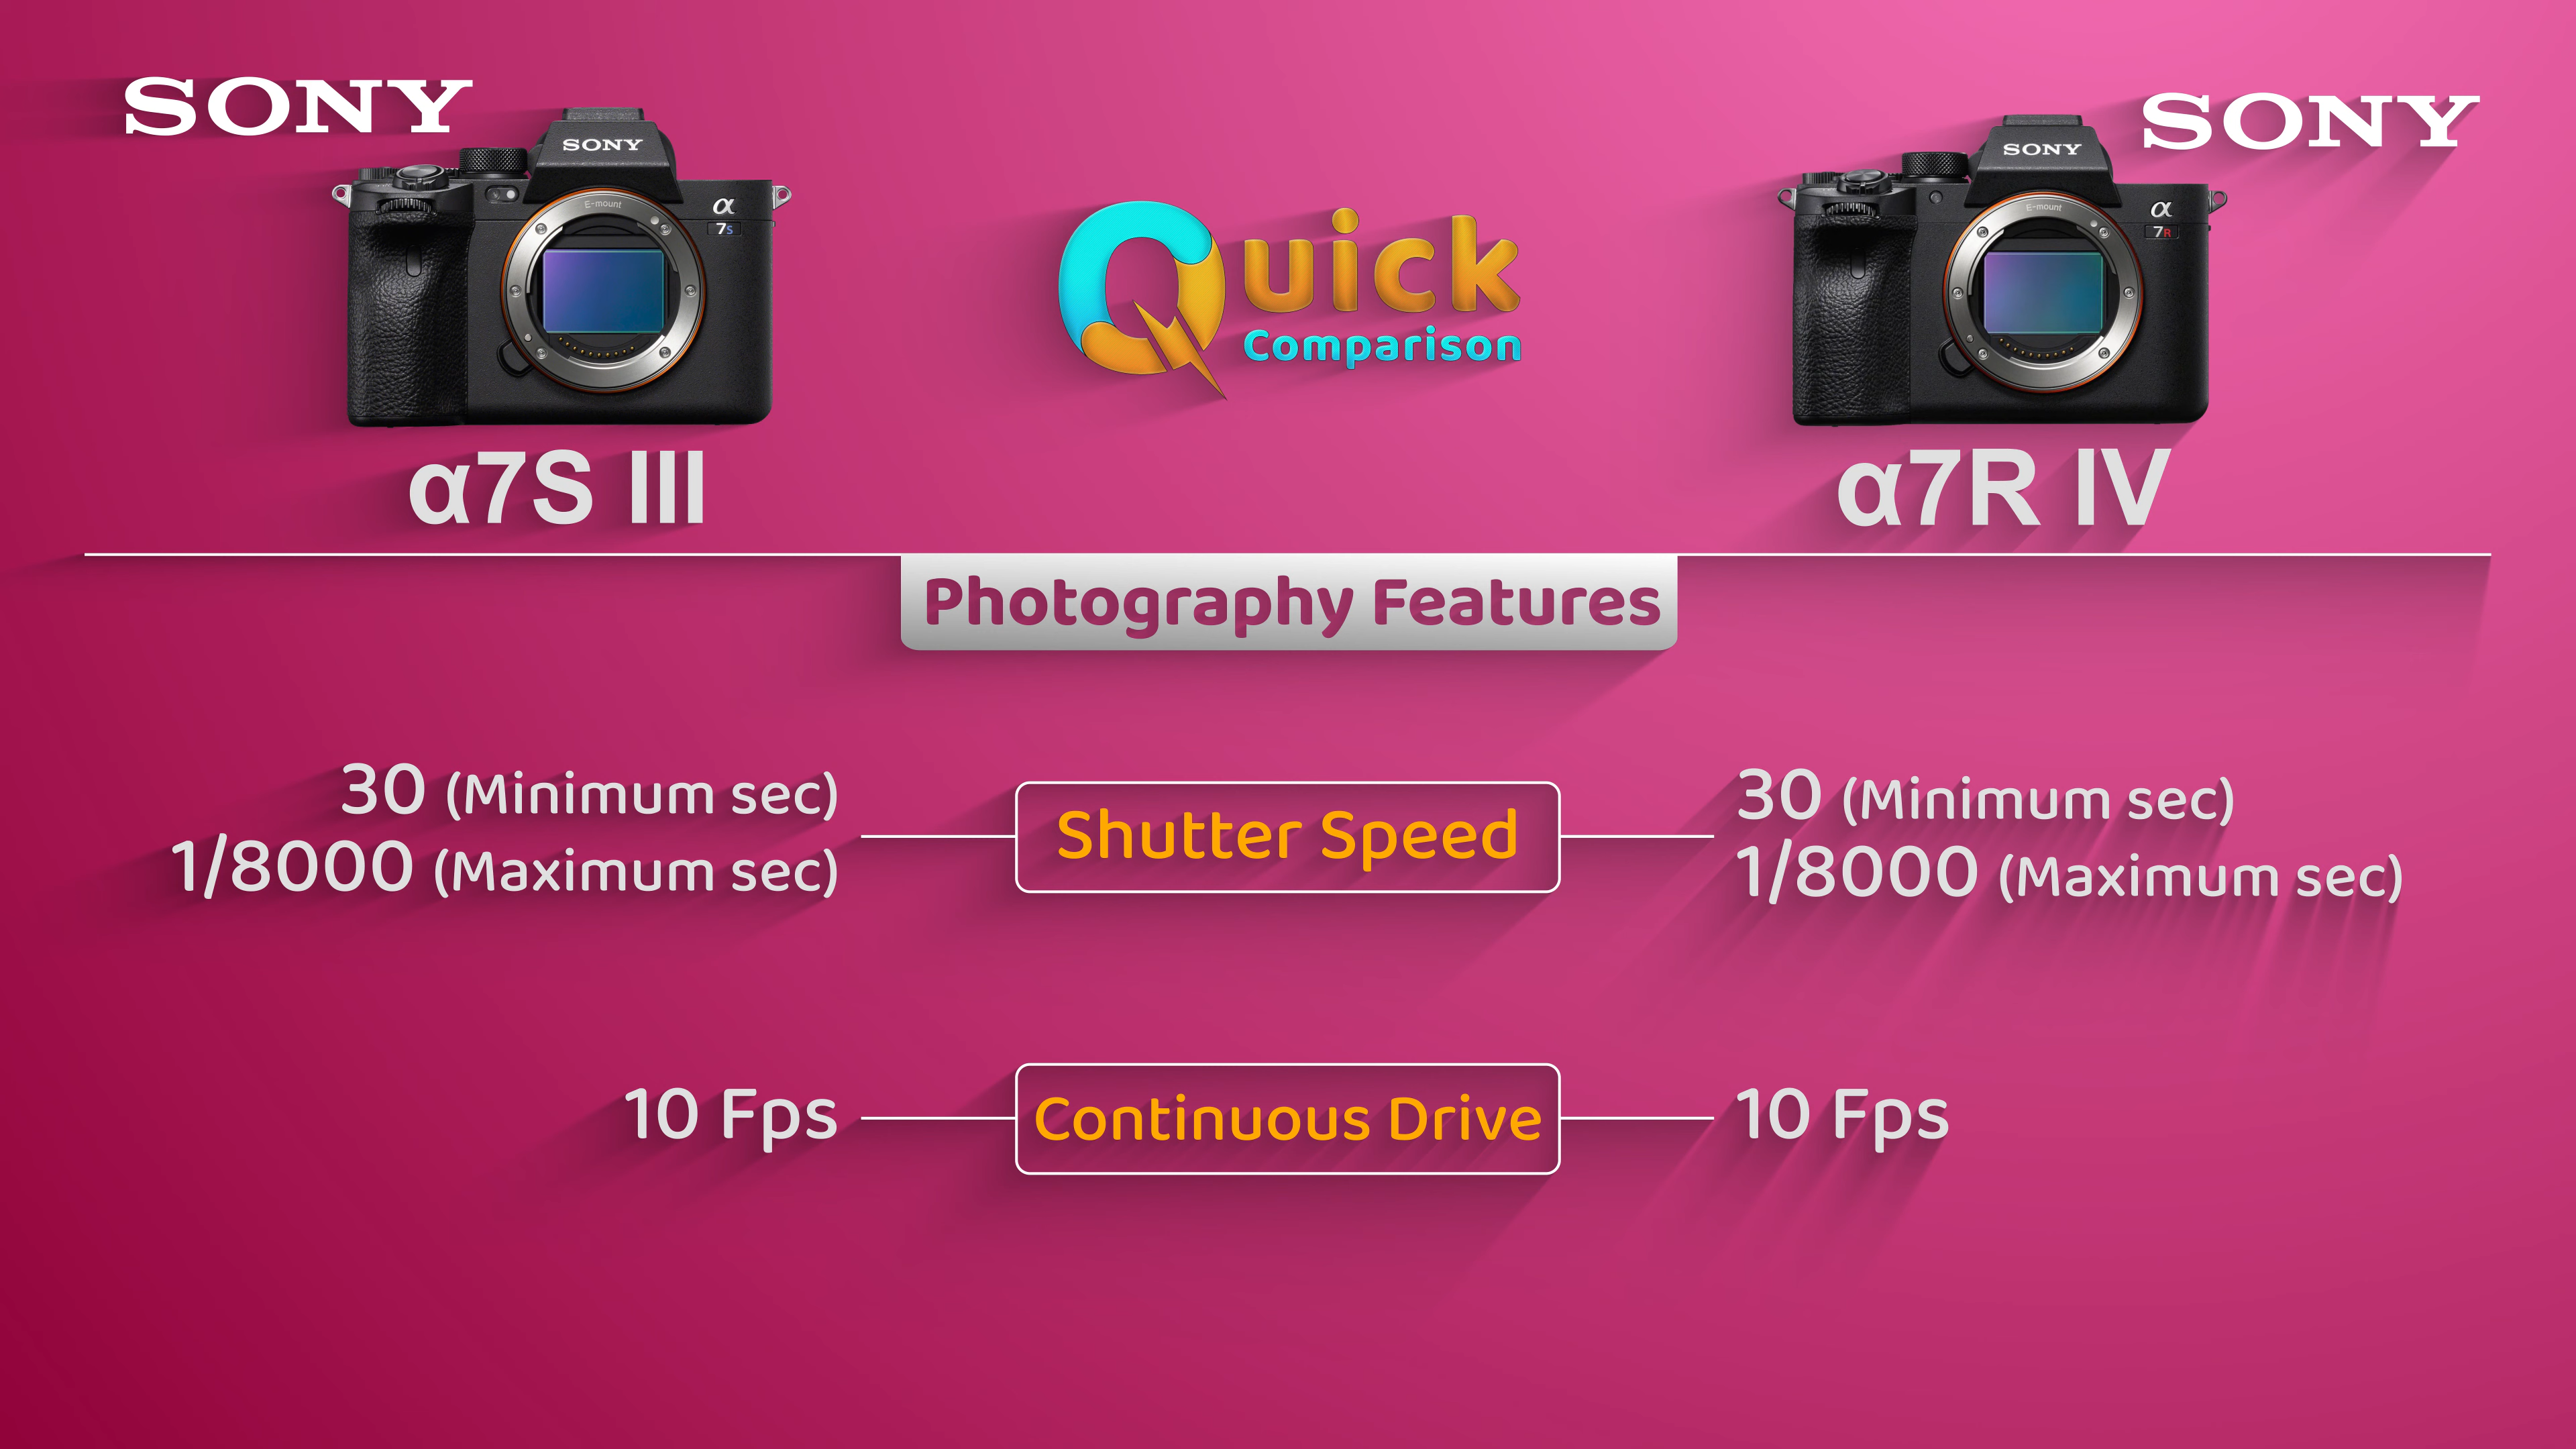 SONY
SONY
SONY
SONY
E-mount
α
7S
E-mount
α
7R
Quick
Comparison
α7S III
α7R IV
Photography Features
30 (Minimum sec)
1/8000 (Maximum sec)
Shutter Speed
30 (Minimum sec)
1/8000 (Maximum sec)
10 Fps
Continuous Drive
10 Fps